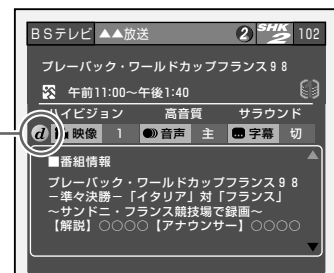 BSテレビ ▲▲放送 2 SHK 2 102
プレーバック・ワールドカップフランス98
午前11:00~午後1:40
ハイビジョン 高音質 サラウンド
d 映像 1 音声 主 字幕 切
■番組情報
プレーバック・ワールドカップフランス98
−準々決勝−「イタリア」対「フランス」
~サンドニ・フランス競技場で録画~
【解説】○○○○【アナウンサー】○○○○